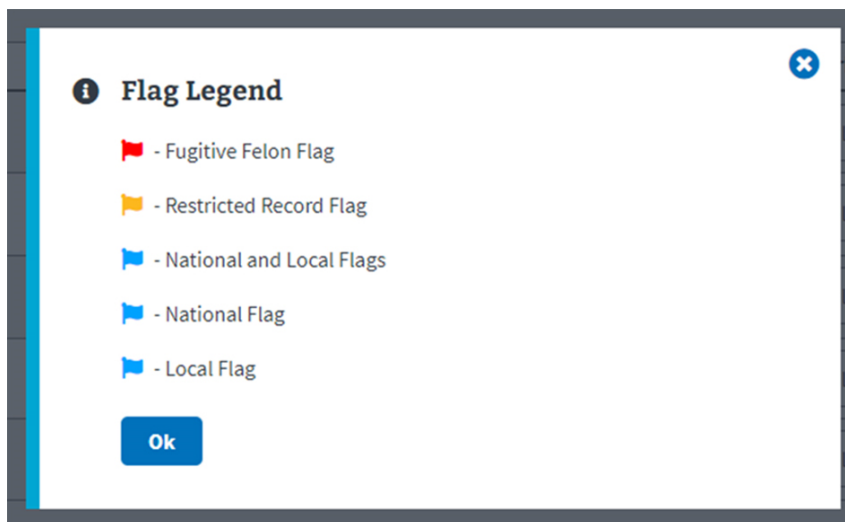 Flag Legend
- Fugitive Felon Flag
- Restricted Record Flag
- National and Local Flags
- National Flag
- Local Flag
Ok